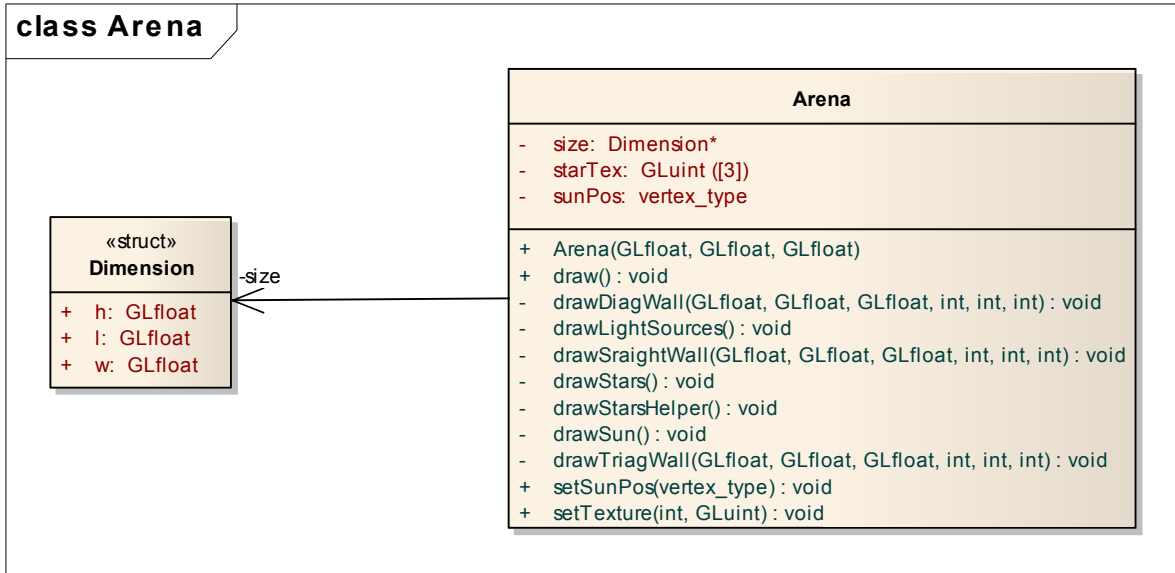 class Arena
Arena
- size: Dimension*
- starTex: GLuint ([3])
- sunPos: vertex_type
+ Arena(GLfloat, GLfloat, GLfloat)
+ draw() : void
- drawDiagWall(GLfloat, GLfloat, GLfloat, int, int, int) : void
- drawLightSources() : void
- drawSraightWall(GLfloat, GLfloat, GLfloat, int, int, int) : void
- drawStars() : void
- drawStarsHelper() : void
- drawSun() : void
- drawTriagWall(GLfloat, GLfloat, GLfloat, int, int, int) : void
+ setSunPos(vertex_type) : void
+ setTexture(int, GLuint) : void
«struct»
Dimension
+ h: GLfloat
+ l: GLfloat
+ w: GLfloat
-size